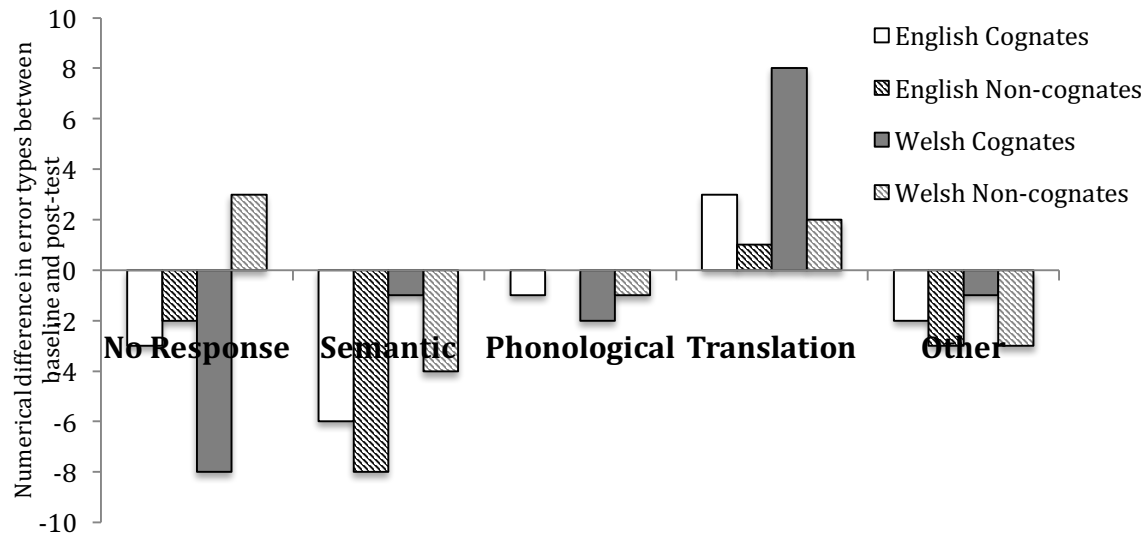 Numerical difference in error types between
baseline and post-test
10
8
6
4
2
0
-2
-4
-6
-8
-10
No Response
Semantic
Phonological
Translation
Other
English Cognates
English Non-cognates
Welsh Cognates
Welsh Non-cognates